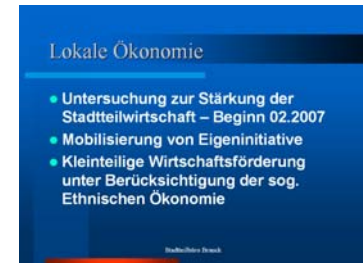 Lokale Ökonomie
Untersuchung zur Stärkung der
Stadtteilwirtschaft – Beginn 02.2007
Mobilisierung von Eigeninitiative
Kleinteilige Wirtschaftsförderung
unter Berücksichtigung der sog.
Ethnischen Ökonomie
Stadtteilbüro